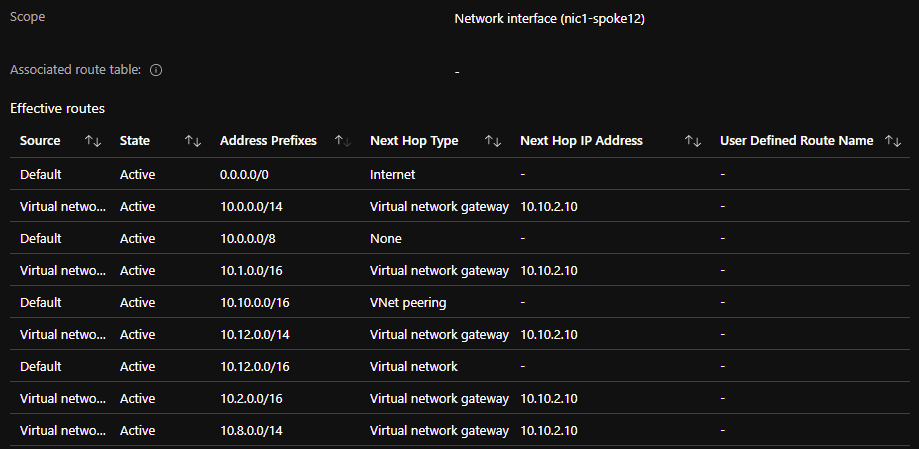 Scope Network interface (nic1-spoke12)
Associated route table: -
Effective routes
Source State Address Prefixes Next Hop Type Next Hop IP Address User Defined Route Name
Default Active 0.0.0.0/0 Internet - -
Virtual netwo... Active 10.0.0.0/14 Virtual network gateway 10.10.2.10 -
Default Active 10.0.0.0/8 None - -
Virtual netwo... Active 10.1.0.0/16 Virtual network gateway 10.10.2.10 -
Default Active 10.10.0.0/16 VNet peering - -
Virtual netwo... Active 10.12.0.0/14 Virtual network gateway 10.10.2.10 -
Default Active 10.12.0.0/16 Virtual network - -
Virtual netwo... Active 10.2.0.0/16 Virtual network gateway 10.10.2.10 -
Virtual netwo... Active 10.8.0.0/14 Virtual network gateway 10.10.2.10 -